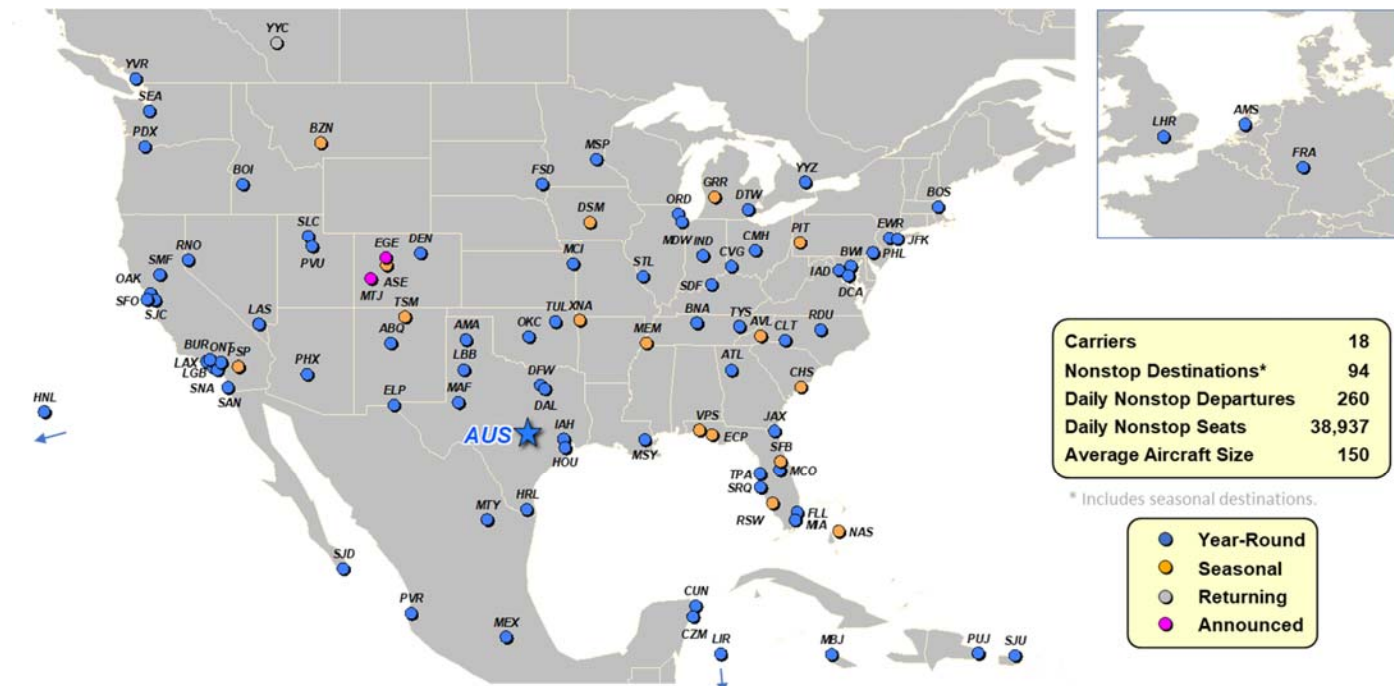 YYC
YVR
SEA
PDX
BZN
BOI
MSP
FSD
GRR
DTW
YYZ
BOS
ORD
DSM
MDW
IND
CMH
PIT
EWR
JFK
PHL
SLC
PVU
EGE
DEN
RNO
SMF
OAK
SFO
SJC
ASE
MTJ
MCI
STL
CVG
SDF
BWI
IAD
DCA
TSM
LAS
ABQ
AMA
OKC
TUL
XNA
MEM
BNA
TYS
AVL
CLT
RDU
BUR
ONT
PSP
LAX
LGB
SNA
SAN
PHX
LBB
ELP
MAF
DFW
DAL
ATL
CHS
HNL
AUS
IAH
HOU
MSY
VPS
ECP
JAX
SFB
MCO
TPA
SRQ
RSW
FLL
MIA
NAS
MTY
HRL
SJD
PVR
MEX
CUN
CZM
LIR
MBJ
PUJ
SJU
LHR
AMS
FRA
Carriers 18
Nonstop Destinations* 94
Daily Nonstop Departures 260
Daily Nonstop Seats 38,937
Average Aircraft Size 150
* Includes seasonal destinations.
Year-Round
Seasonal
Returning
Announced